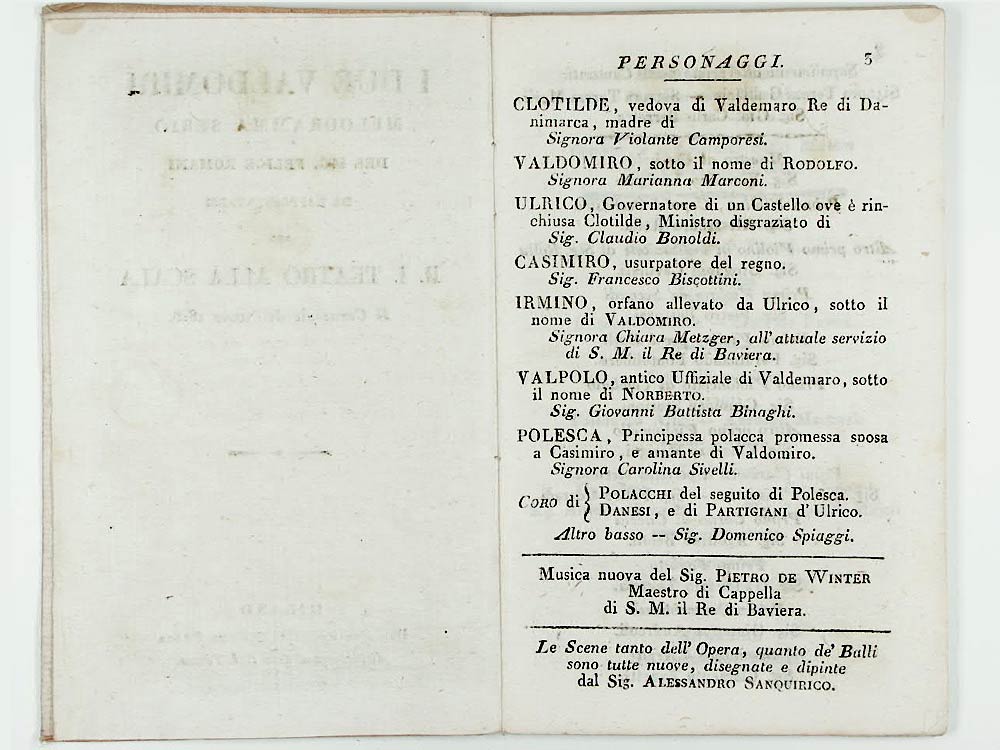 PERSONAGGI. 3
CLOTILDE, vedova di Valdemaro Re di Da-
nimarca, madre di
Signora Violante Camporesi.
VALDOMIRO, sotto il nome di RODOLFO.
Signora Marianna Marconi.
ULRICO, Governatore di un Castello ove è rin-
chiusa Clotilde, Ministro disgraziato di
Sig. Claudio Bonoldi.
CASIMIRO, usurpatore del regno.
Sig. Francesco Biscottini.
IRMINO, orfano allevato da Ulrico, sotto il
nome di VALDOMIRO.
Signora Chiara Metzger, all'attuale servizio
di S. M. il Re di Baviera.
VALPOLO, antico Uffiziale di Valdemaro, sotto
il nome di NORBERTO.
Sig. Giovanni Battista Binaghi.
POLESCA, Principessa polacca promessa sposa
a Casimiro, e amante di Valdomiro.
Signora Carolina Sivelli.
CORO di { POLACCHI del seguito di Polesca.
DANESI, e di PARTIGIANI d'Ulrico.
Altro basso -- Sig. Domenico Spiaggi.
Musica nuova del Sig. PIETRO DE WINTER
Maestro di Cappella
di S. M. il Re di Baviera.
Le Scene tanto dell'Opera, quanto de' Balli
sono tutte nuove, disegnate e dipinte
dal Sig. ALESSANDRO SANQUIRICO.